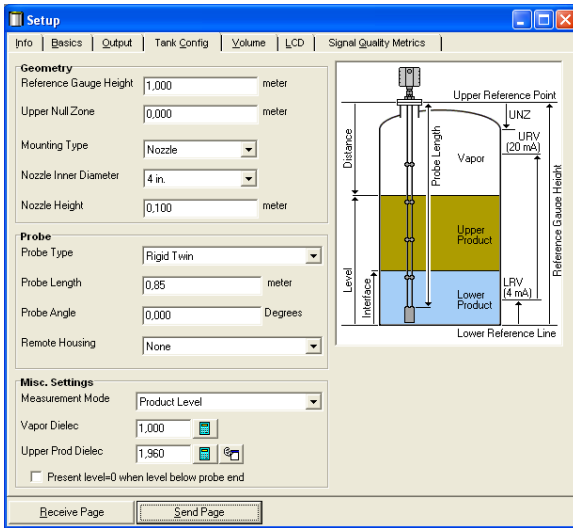 Setup
Info Basics Output Tank Config Volume LCD Signal Quality Metrics
Geometry
Reference Gauge Height 1,000 meter
Upper Null Zone 0,000 meter
Mounting Type Nozzle
Nozzle Inner Diameter 4 in.
Nozzle Height 0,100 meter
Probe
Probe Type Rigid Twin
Probe Length 0,85 meter
Probe Angle 0,000 Degrees
Remote Housing None
Misc. Settings
Measurement Mode Product Level
Vapor Dielec 1,000
Upper Prod Dielec 1,960
Present level=0 when level below probe end
Receive Page Send Page
Upper Reference Point
UNZ
URV
(20 mA)
Distance
Probe Length
Vapor
Reference Gauge Height
Upper
Product
Level
Interface
Lower
Product
LRV
(4 mA)
Lower Reference Line